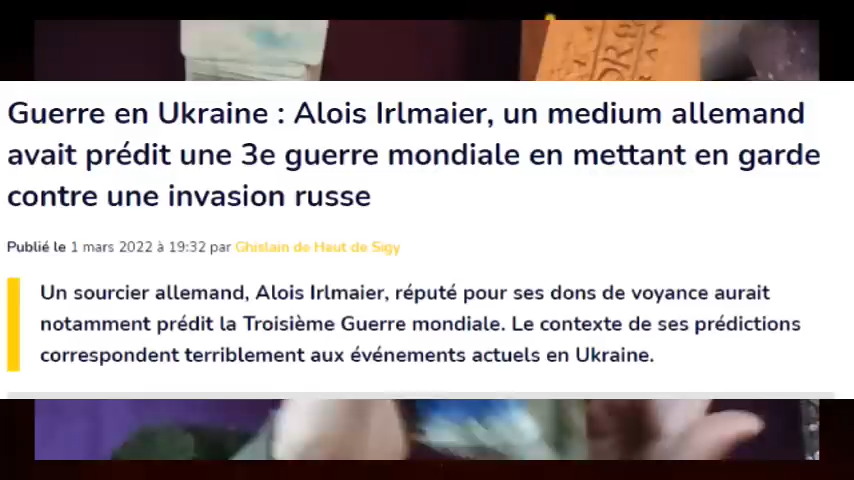 Guerre en Ukraine : Alois Irlmaier, un medium allemand
avait prédit une 3e guerre mondiale en mettant en garde
contre une invasion russe
Publié le 1 mars 2022 à 19:32 par Ghislain de Haut de Sigy
Un sourcier allemand, Alois Irlmaier, réputé pour ses dons de voyance aurait
notamment prédit la Troisième Guerre mondiale. Le contexte de ses prédictions
correspondent terriblement aux événements actuels en Ukraine.